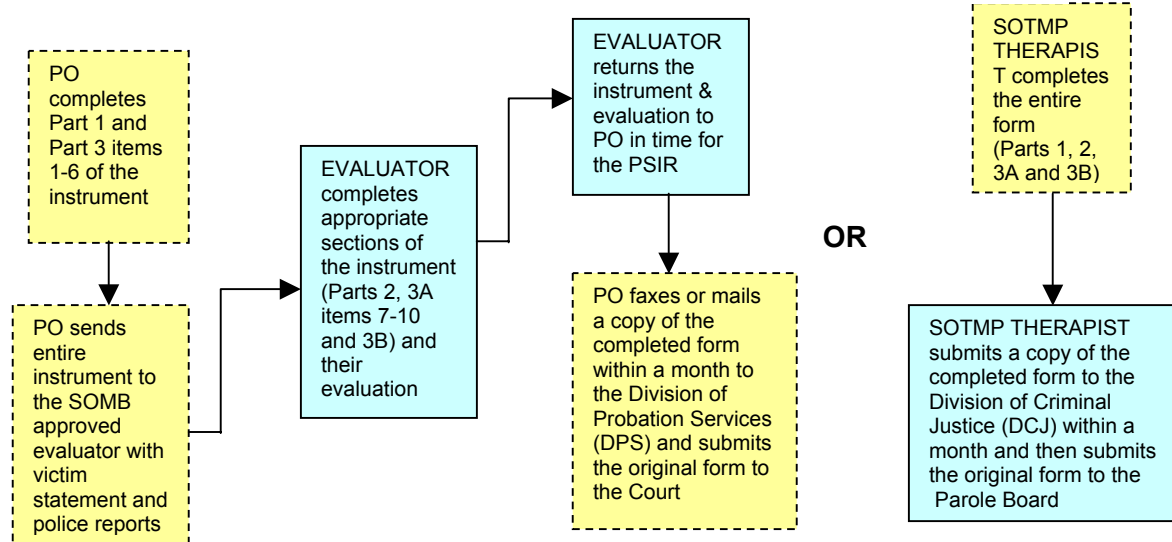 PO
completes
Part 1 and
Part 3 items
1-6 of the
instrument
PO sends
entire
instrument to
the SOMB
approved
evaluator with
victim
statement and
police reports
EVALUATOR
completes
appropriate
sections of
the instrument
(Parts 2, 3A
items 7-10
and 3B) and
their
evaluation
EVALUATOR
returns the
instrument &
evaluation to
PO in time for
the PSIR
PO faxes or mails
a copy of the
completed form
within a month to
the Division of
Probation Services
(DPS) and submits
the original form to
the Court
OR
SOTMP
THERAPIS
T completes
the entire
form
(Parts 1, 2,
3A and 3B)
SOTMP THERAPIST
submits a copy of the
completed form to the
Division of Criminal
Justice (DCJ) within a
month and then submits
the original form to the
Parole Board